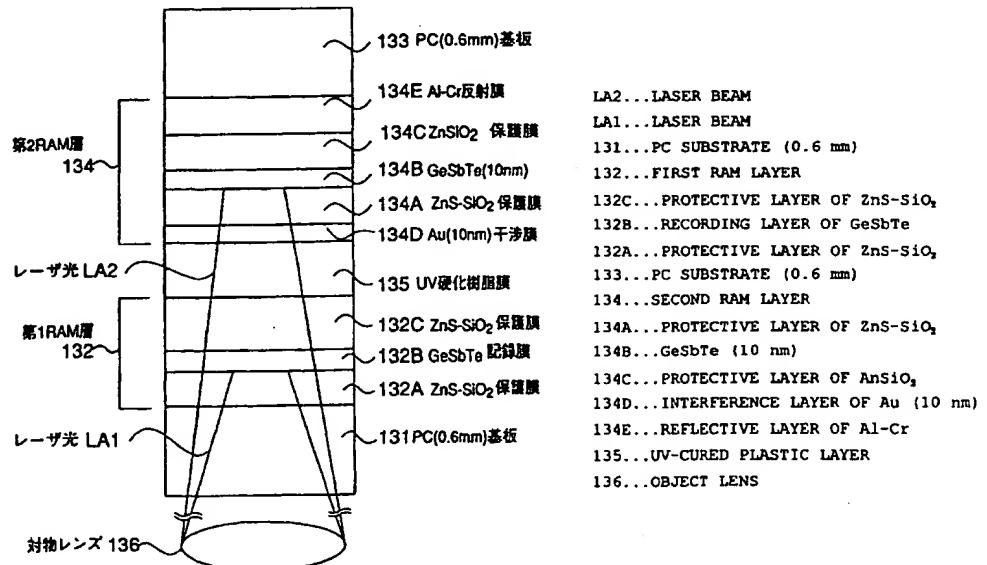 133 PC(0.6mm)基板
134E Al-Cr反射膜
第2RAM層
134
134C ZnSiO2 保護膜
134B GeSbTe(10nm)
134A ZnS-SiO2 保護膜
134D Au(10nm)干渉膜
レーザ光 LA2
135 UV硬化樹脂膜
第1RAM層
132
132C ZnS-SiO2 保護膜
132B GeSbTe 記録膜
132A ZnS-SiO2 保護膜
レーザ光 LA1
131 PC(0.6mm)基板
対物レンズ 136
LA2...LASER BEAM
LA1...LASER BEAM
131...PC SUBSTRATE (0.6 mm)
132...FIRST RAM LAYER
132C...PROTECTIVE LAYER OF ZnS-SiO₂
132B...RECORDING LAYER OF GeSbTe
132A...PROTECTIVE LAYER OF ZnS-SiO₂
133...PC SUBSTRATE (0.6 mm)
134...SECOND RAM LAYER
134A...PROTECTIVE LAYER OF ZnS-SiO₂
134B...GeSbTe (10 nm)
134C...PROTECTIVE LAYER OF AnSiO₂
134D...INTERFERENCE LAYER OF Au (10 nm)
134E...REFLECTIVE LAYER OF Al-Cr
135...UV-CURED PLASTIC LAYER
136...OBJECT LENS